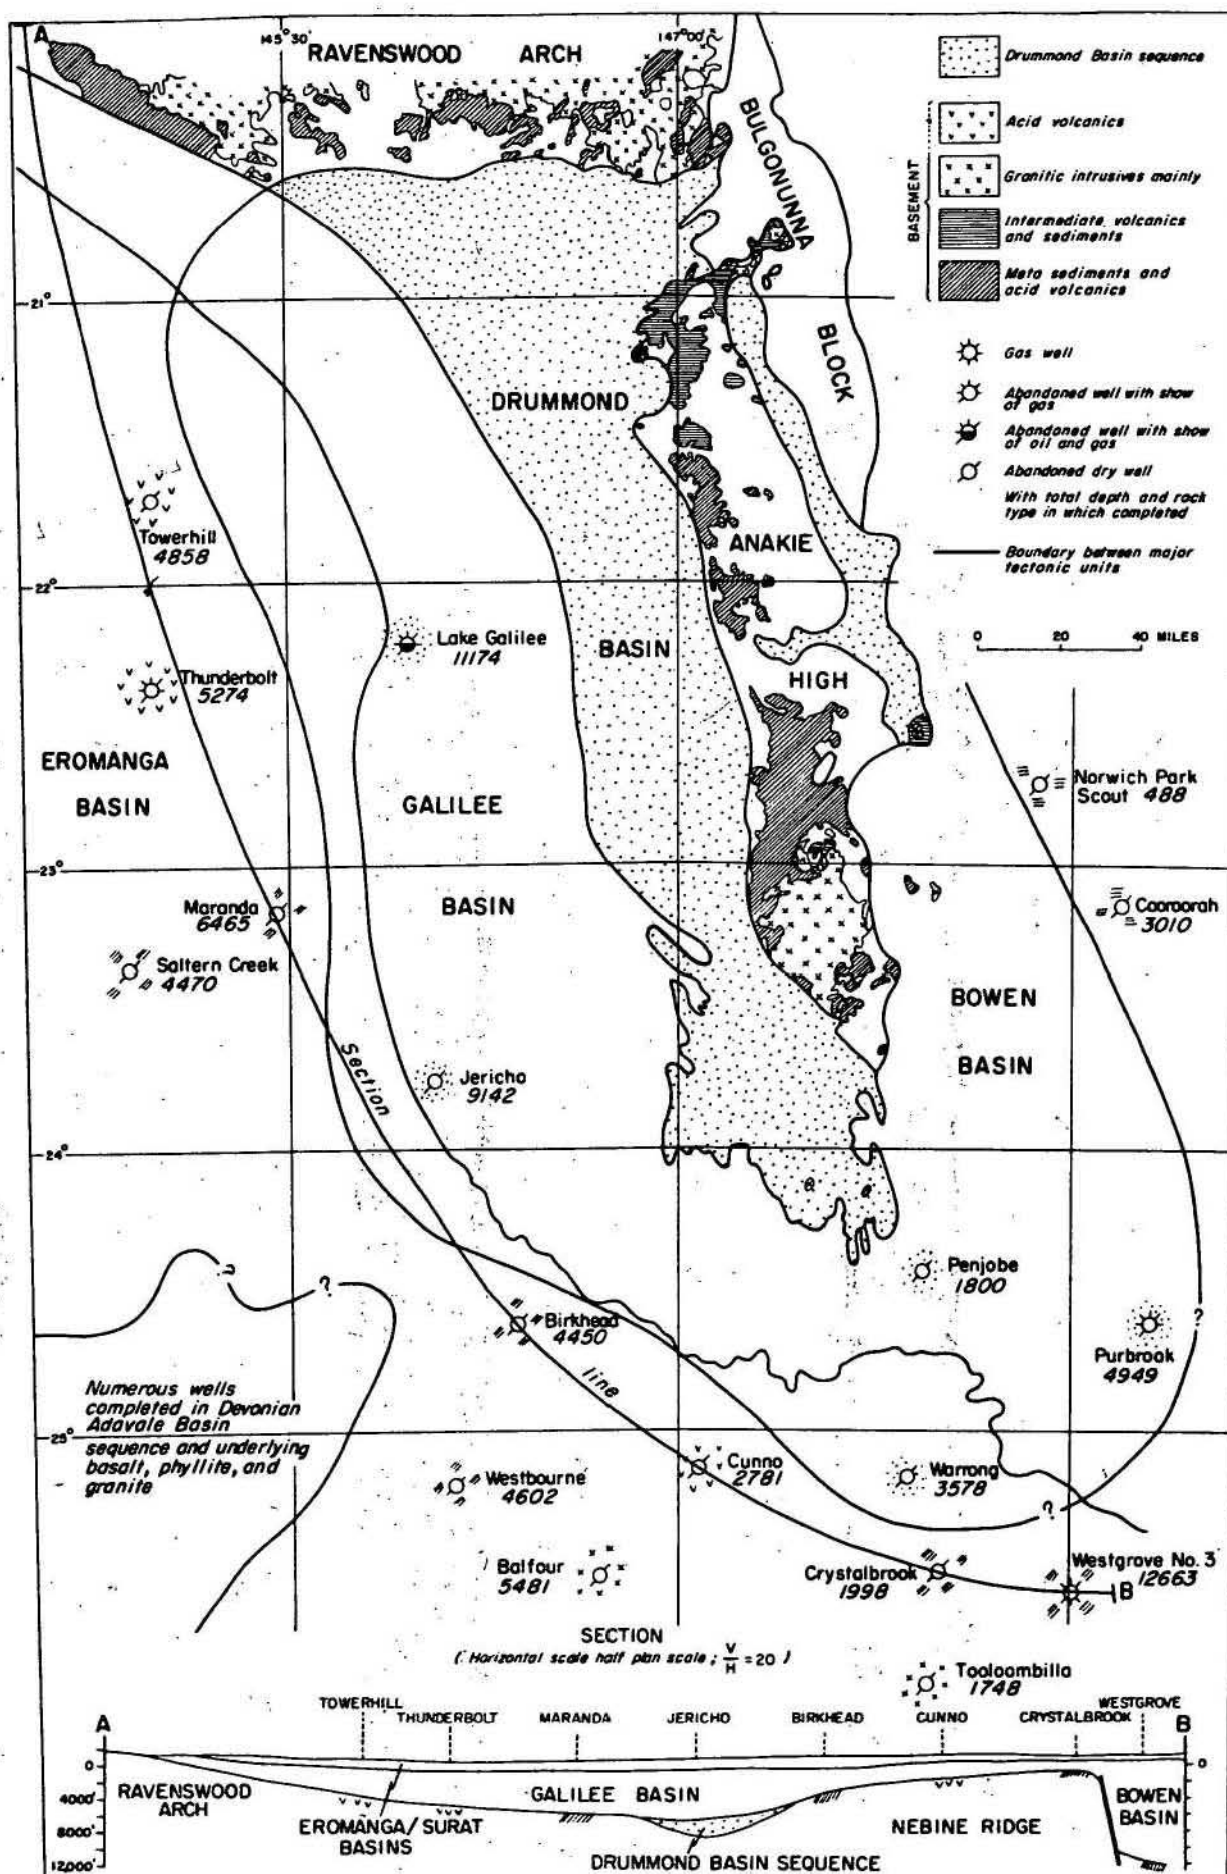 A
145°30'
147°00'
RAVENSWOOD ARCH
Drummond Basin sequence
BASEMENT
Acid volcanics
Granitic intrusives mainly
Intermediate volcanics
and sediments
Meta sediments and
acid volcanics
BULGONUNNA
BLOCK
21°
Gas well
Abandoned well with show
of gas
Abandoned well with show
of oil and gas
Abandoned dry well
With total depth and rock
type in which completed
Boundary between major
tectonic units
0 20 40 MILES
DRUMMOND
BASIN
ANAKIE
HIGH
Towerhill
4858
22°
Lake Galilee
11174
Thunderbolt
5274
EROMANGA
BASIN
GALILEE
BASIN
Norwich Park
Scout 488
23°
Maranda
6465
Saltern Creek
4470
Cooroorah
3010
BOWEN
BASIN
Section
line
Jericho
9142
24°
?
?
Penjobe
1800
Birkhead
4450
?
Purbrook
4949
Numerous wells
completed in Devonian
Adavale Basin
sequence and underlying
basalt, phyllite, and
granite
25°
Westbourne
4602
Cunno
2781
Warrong
3578
?
Balfour
5481
Crystalbrook
1998
Westgrove No. 3
12663
B
SECTION
(Horizontal scale half plan scale; V/H = 20)
Tooloombilla
1748
A
TOWERHILL
THUNDERBOLT
MARANDA
JERICHO
BIRKHEAD
CUNNO
CRYSTALBROOK
WESTGROVE
B
0
4000'
8000'
12,000'
0
RAVENSWOOD
ARCH
EROMANGA/SURAT
BASINS
GALILEE BASIN
DRUMMOND BASIN SEQUENCE
NEBINE RIDGE
BOWEN
BASIN